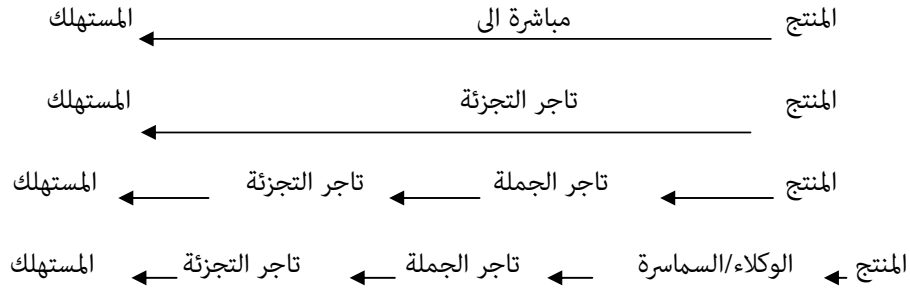 المنتج مباشرة الى المستهلك
المنتج تاجر التجزئة المستهلك
المنتج تاجر الجملة تاجر التجزئة المستهلك
المنتج الوكلاء/السماسرة تاجر الجملة تاجر التجزئة المستهلك